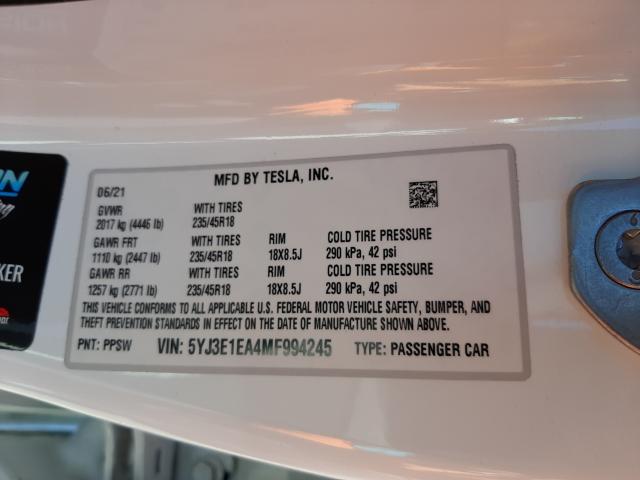 MFD BY TESLA, INC.
06/21
GVWR WITH TIRES
2017 kg (4446 lb) 235/45R18
GAWR FRT WITH TIRES RIM COLD TIRE PRESSURE
1110 kg (2447 lb) 235/45R18 18X8.5J 290 kPa, 42 psi
GAWR RR WITH TIRES RIM COLD TIRE PRESSURE
1257 kg (2771 lb) 235/45R18 18X8.5J 290 kPa, 42 psi
THIS VEHICLE CONFORMS TO ALL APPLICABLE U.S. FEDERAL MOTOR VEHICLE SAFETY, BUMPER, AND
THEFT PREVENTION STANDARDS IN EFFECT ON THE DATE OF MANUFACTURE SHOWN ABOVE.
PNT: PPSW VIN: 5YJ3E1EA4MF994245 TYPE: PASSENGER CAR